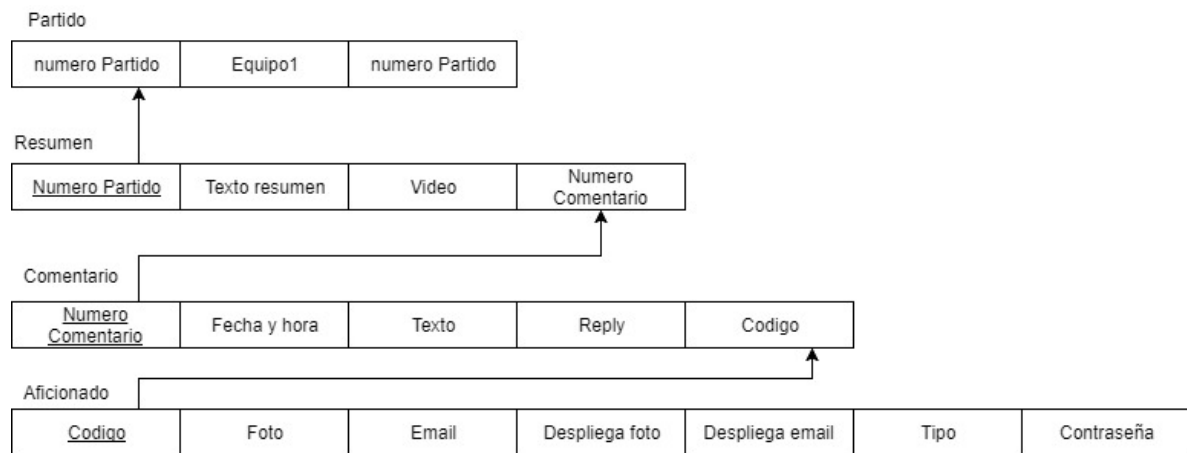 Partido
numero Partido Equipo1 numero Partido
Resumen
Numero Partido Texto resumen Video Numero
Comentario
Comentario
Numero
Comentario Fecha y hora Texto Reply Codigo
Aficionado
Codigo Foto Email Despliega foto Despliega email Tipo Contraseña